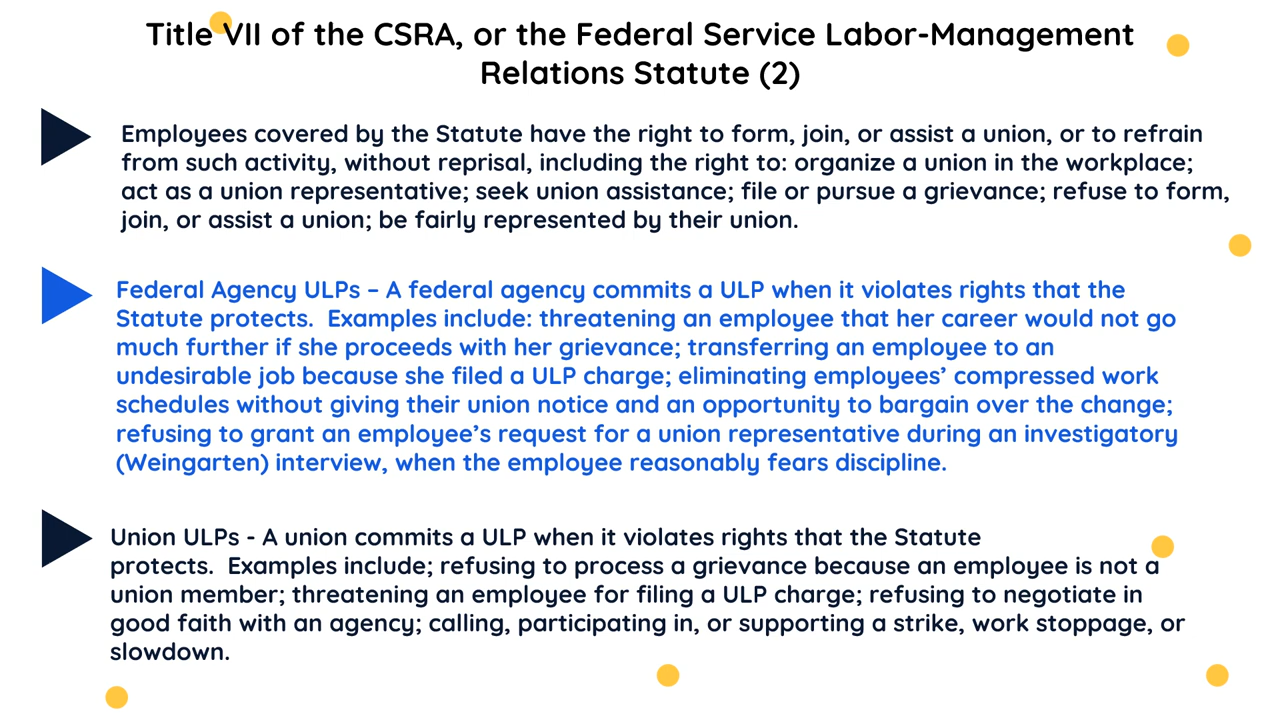 Title VII of the CSRA, or the Federal Service Labor-Management
Relations Statute (2)
Employees covered by the Statute have the right to form, join, or assist a union, or to refrain
from such activity, without reprisal, including the right to: organize a union in the workplace;
act as a union representative; seek union assistance; file or pursue a grievance; refuse to form,
join, or assist a union; be fairly represented by their union.
Federal Agency ULPs – A federal agency commits a ULP when it violates rights that the
Statute protects.  Examples include: threatening an employee that her career would not go
much further if she proceeds with her grievance; transferring an employee to an
undesirable job because she filed a ULP charge; eliminating employees’ compressed work
schedules without giving their union notice and an opportunity to bargain over the change;
refusing to grant an employee’s request for a union representative during an investigatory
(Weingarten) interview, when the employee reasonably fears discipline.
Union ULPs - A union commits a ULP when it violates rights that the Statute
protects.  Examples include; refusing to process a grievance because an employee is not a
union member; threatening an employee for filing a ULP charge; refusing to negotiate in
good faith with an agency; calling, participating in, or supporting a strike, work stoppage, or
slowdown.